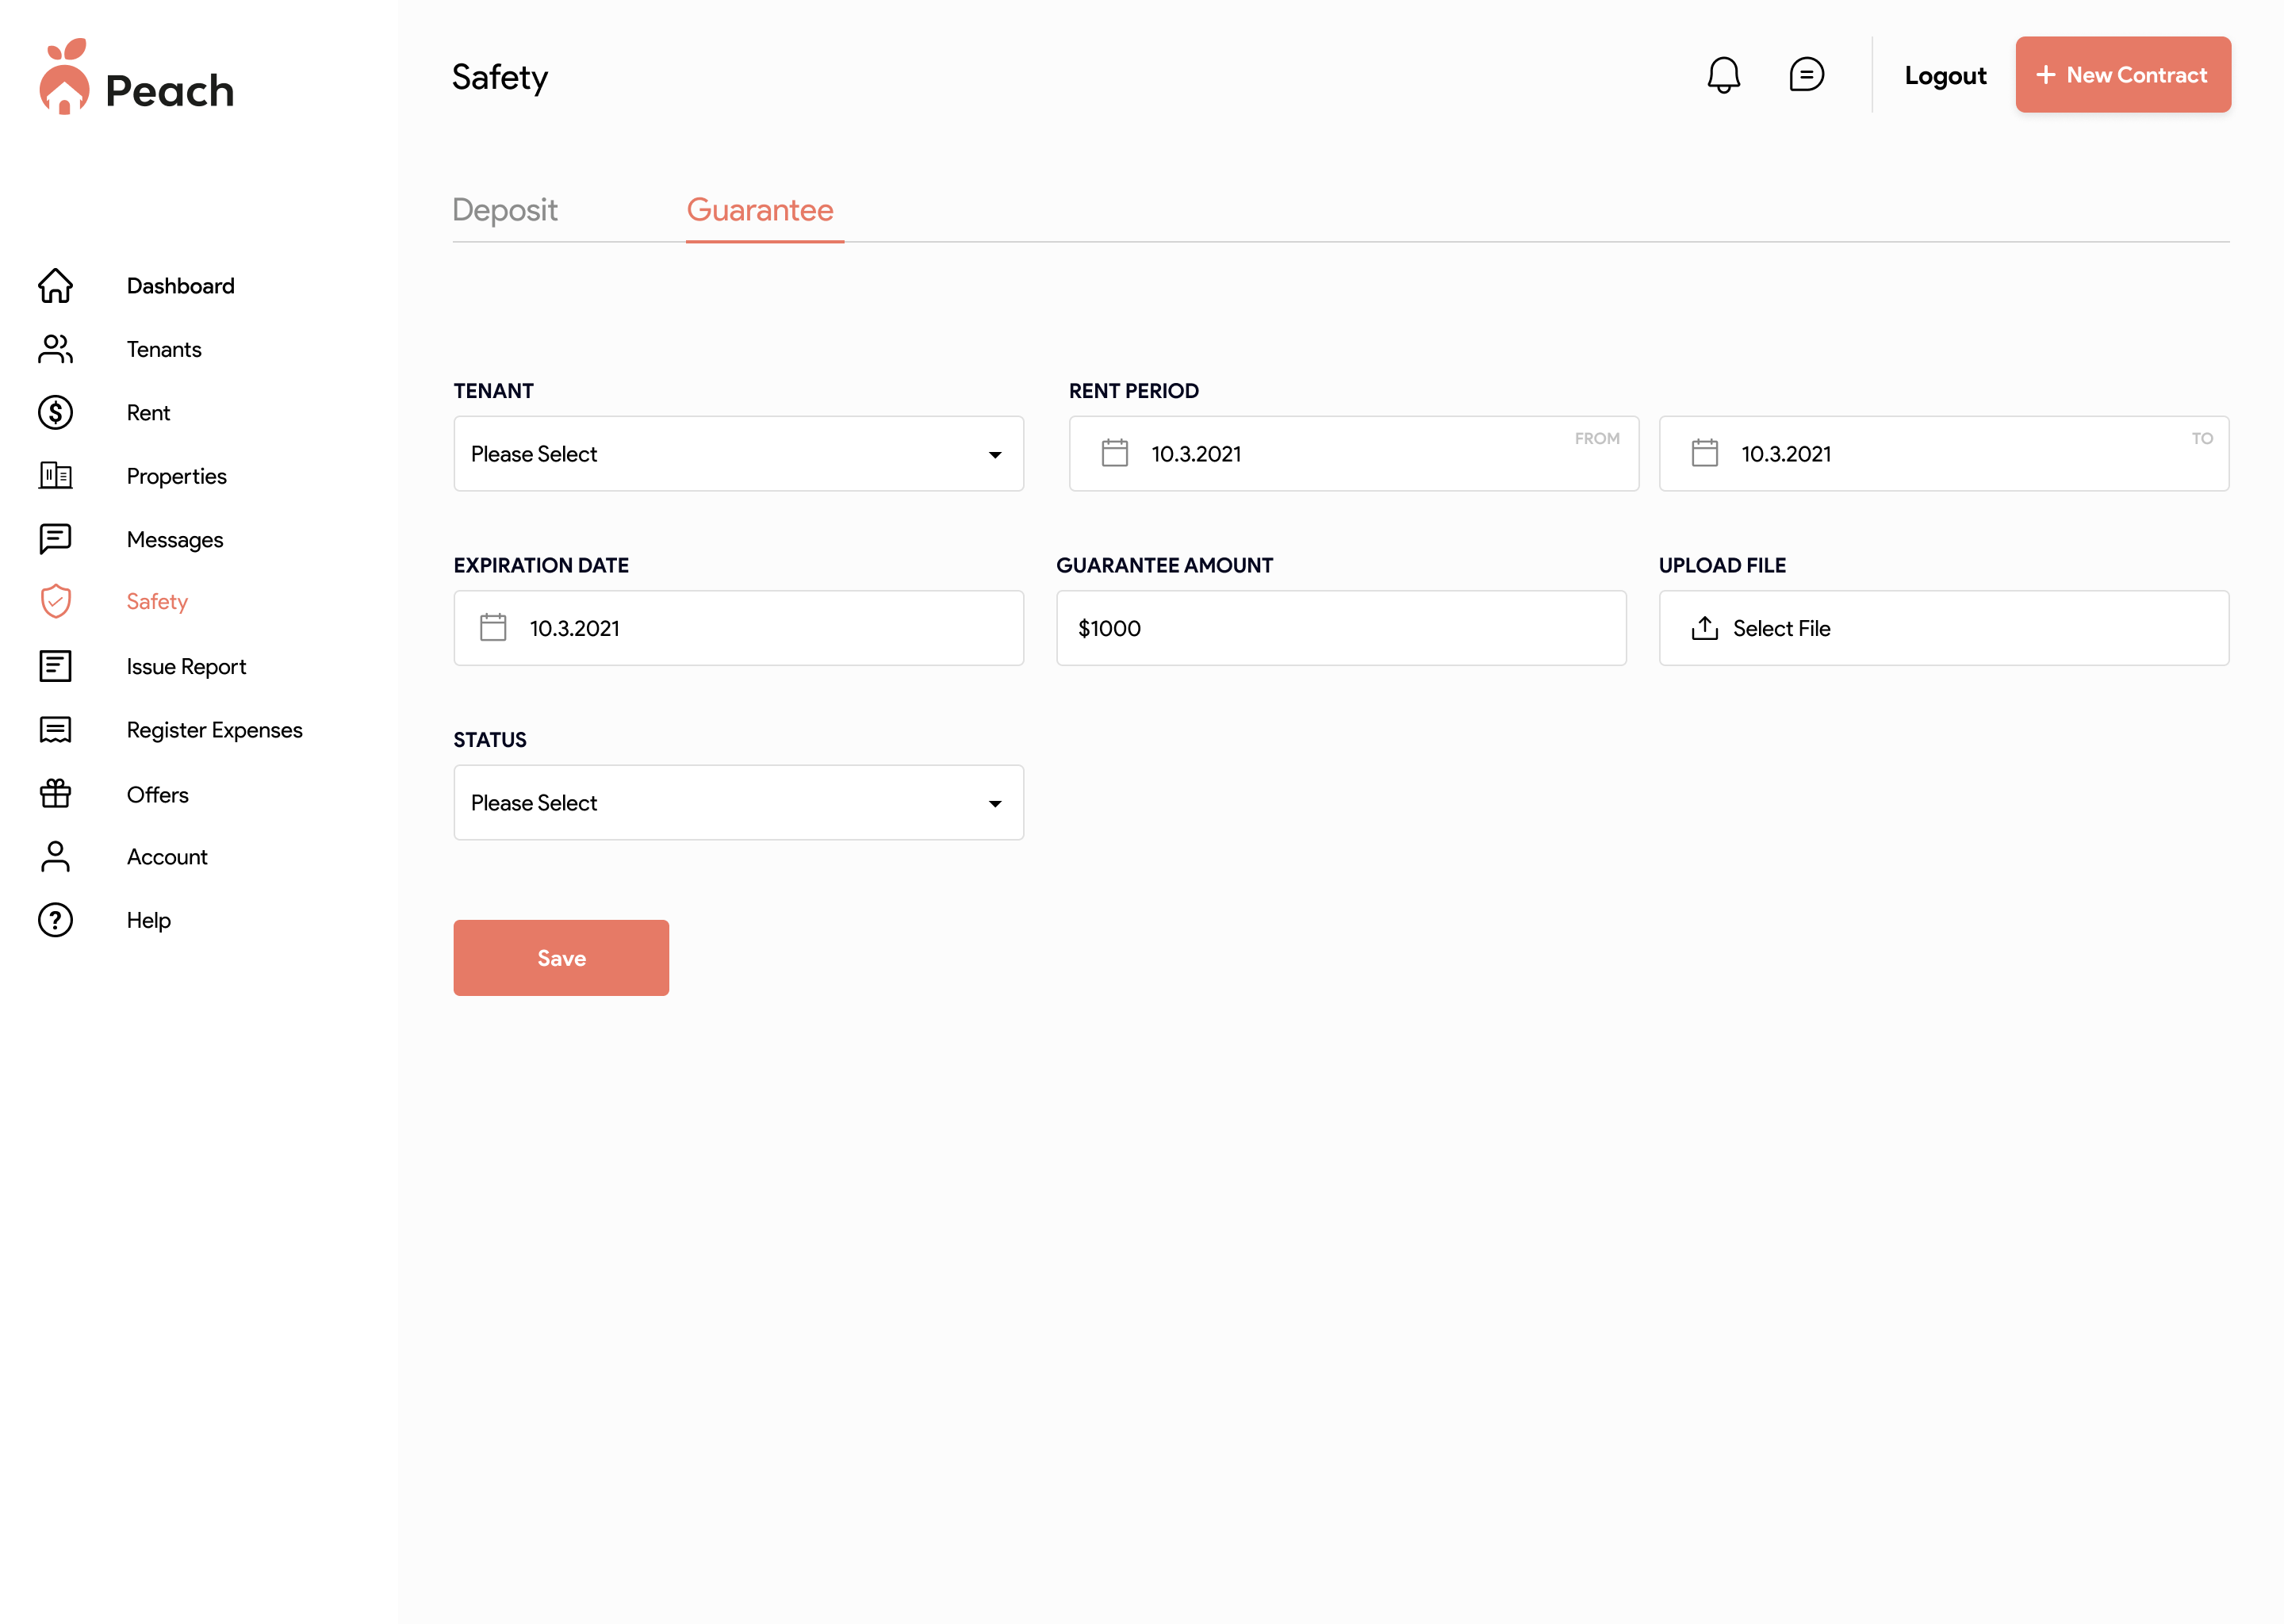 Peach
Safety
Logout
+ New Contract
Deposit
Guarantee
Dashboard
Tenants
Rent
Properties
Messages
Safety
Issue Report
Register Expenses
Offers
Account
Help
TENANT
Please Select
RENT PERIOD
10.3.2021
FROM
10.3.2021
TO
EXPIRATION DATE
10.3.2021
GUARANTEE AMOUNT
$1000
UPLOAD FILE
Select File
STATUS
Please Select
Save